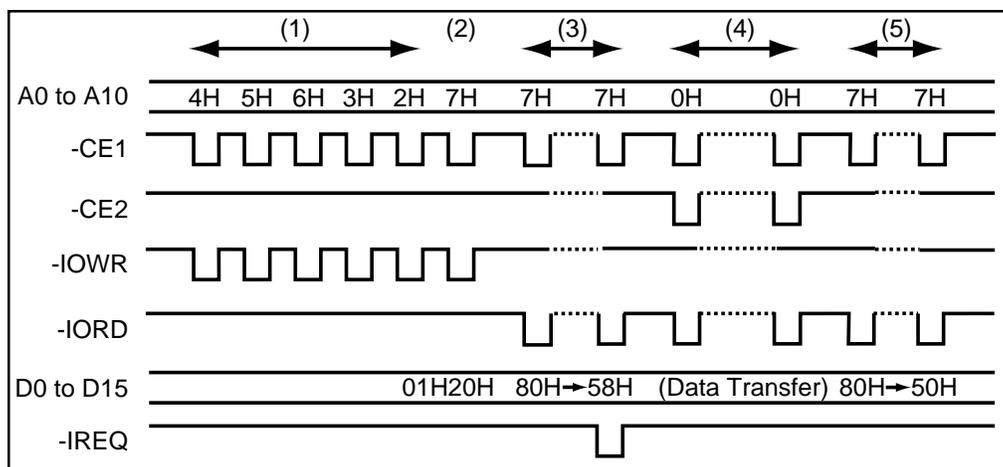 (1) (2) (3) (4) (5)
A0 to A10 4H 5H 6H 3H 2H 7H 7H 7H 0H 0H 7H 7H
-CE1
-CE2
-IOWR
-IORD
D0 to D15 01H20H 80H→58H (Data Transfer) 80H→50H
-IREQ